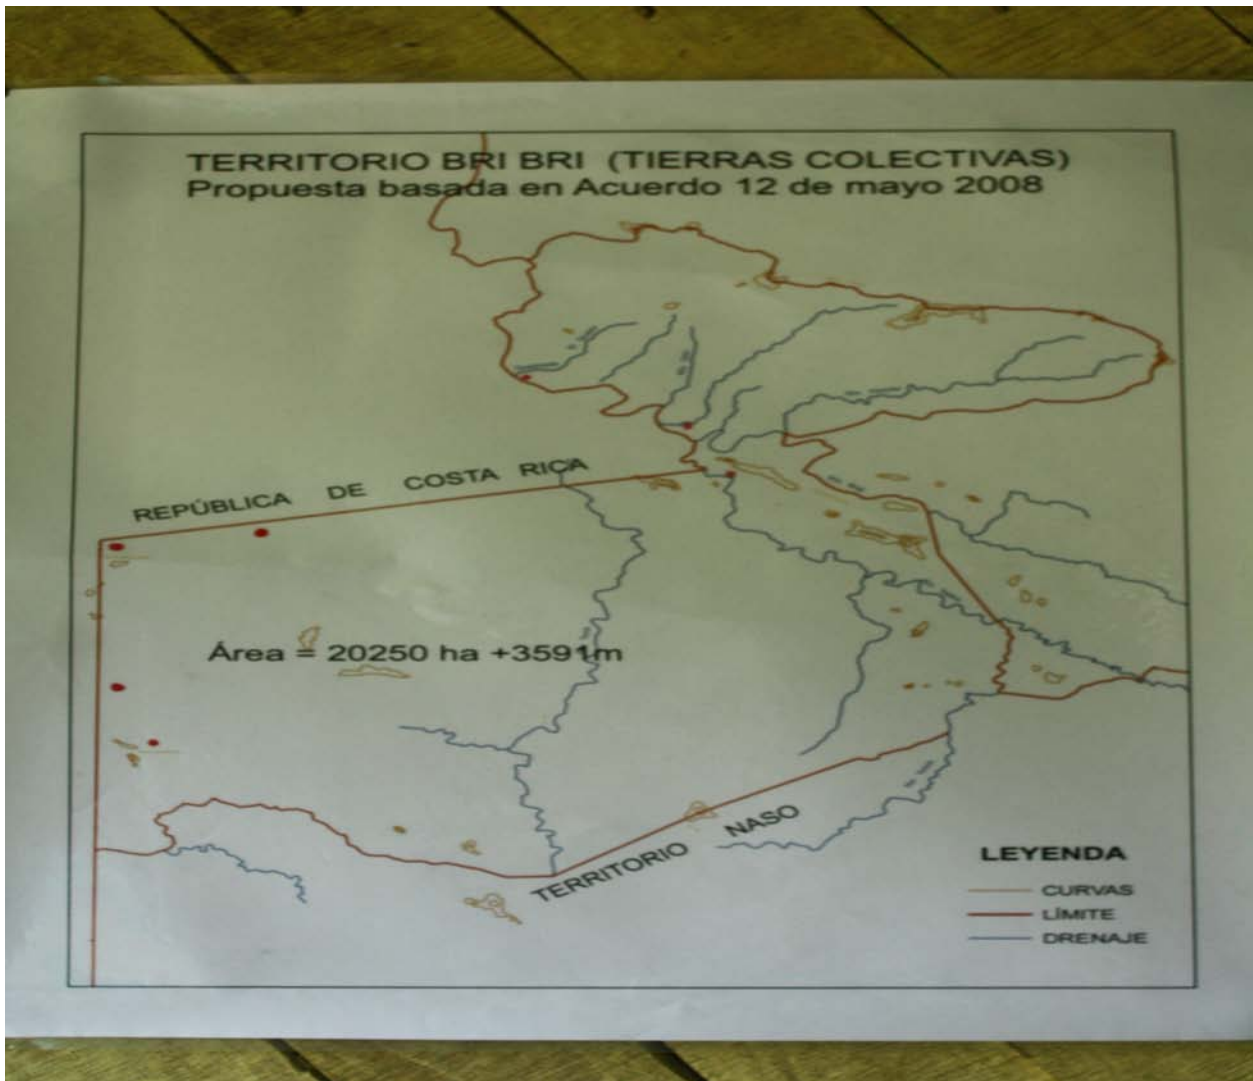 TERRITORIO BRI BRI (TIERRAS COLECTIVAS)
Propuesta basada en Acuerdo 12 de mayo 2008
REPÚBLICA DE COSTA RICA
Área = 20250 ha +3591m
TERRITORIO NASO
LEYENDA
CURVAS
LÍMITE
DRENAJE